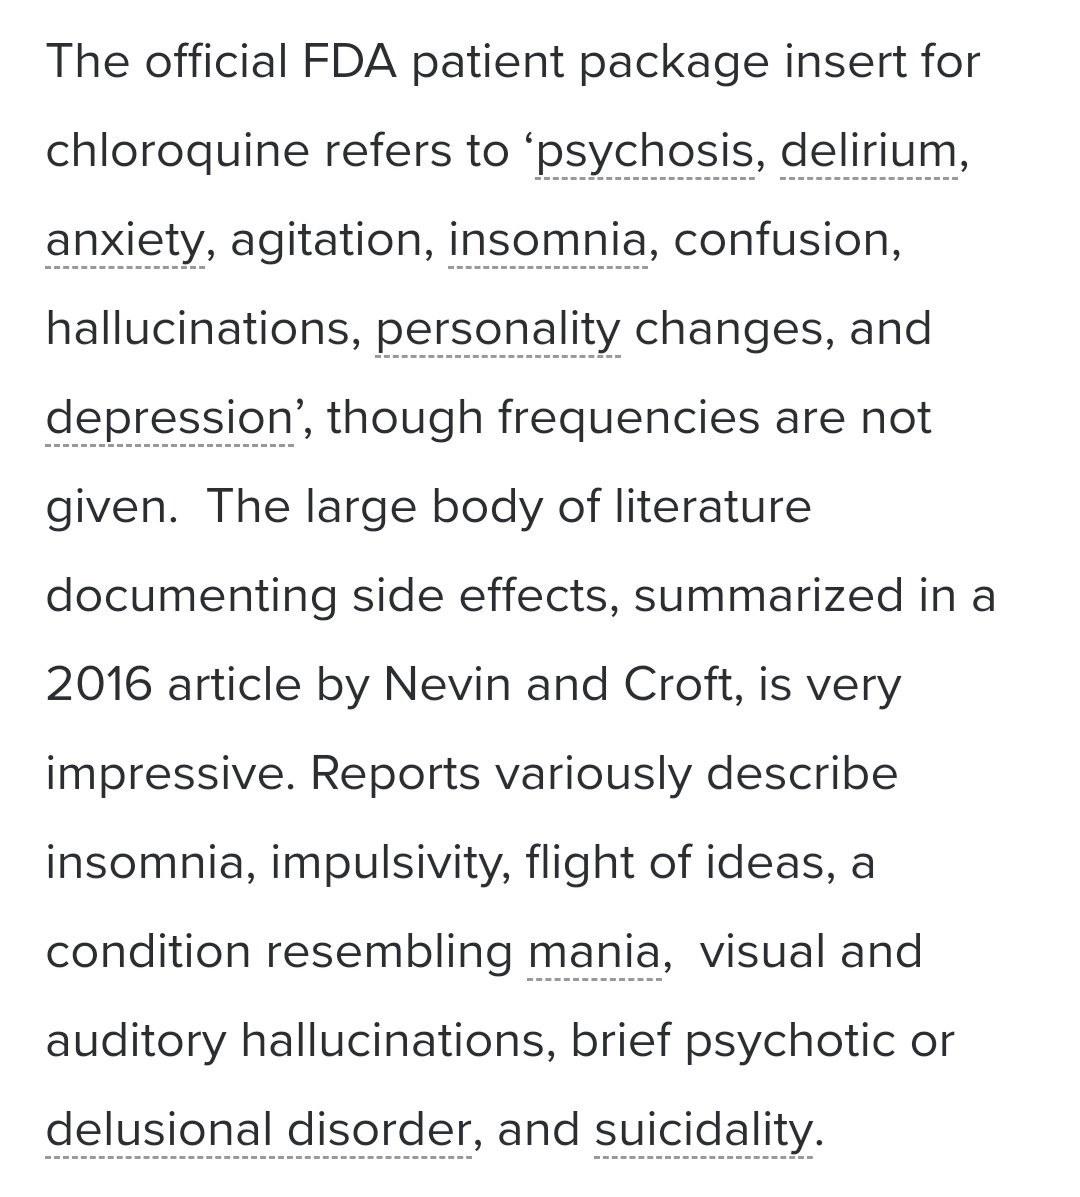 The official FDA patient package insert for
chloroquine refers to ‘psychosis, delirium,
anxiety, agitation, insomnia, confusion,
hallucinations, personality changes, and
depression’, though frequencies are not
given.  The large body of literature
documenting side effects, summarized in a
2016 article by Nevin and Croft, is very
impressive. Reports variously describe
insomnia, impulsivity, flight of ideas, a
condition resembling mania,  visual and
auditory hallucinations, brief psychotic or
delusional disorder, and suicidality.